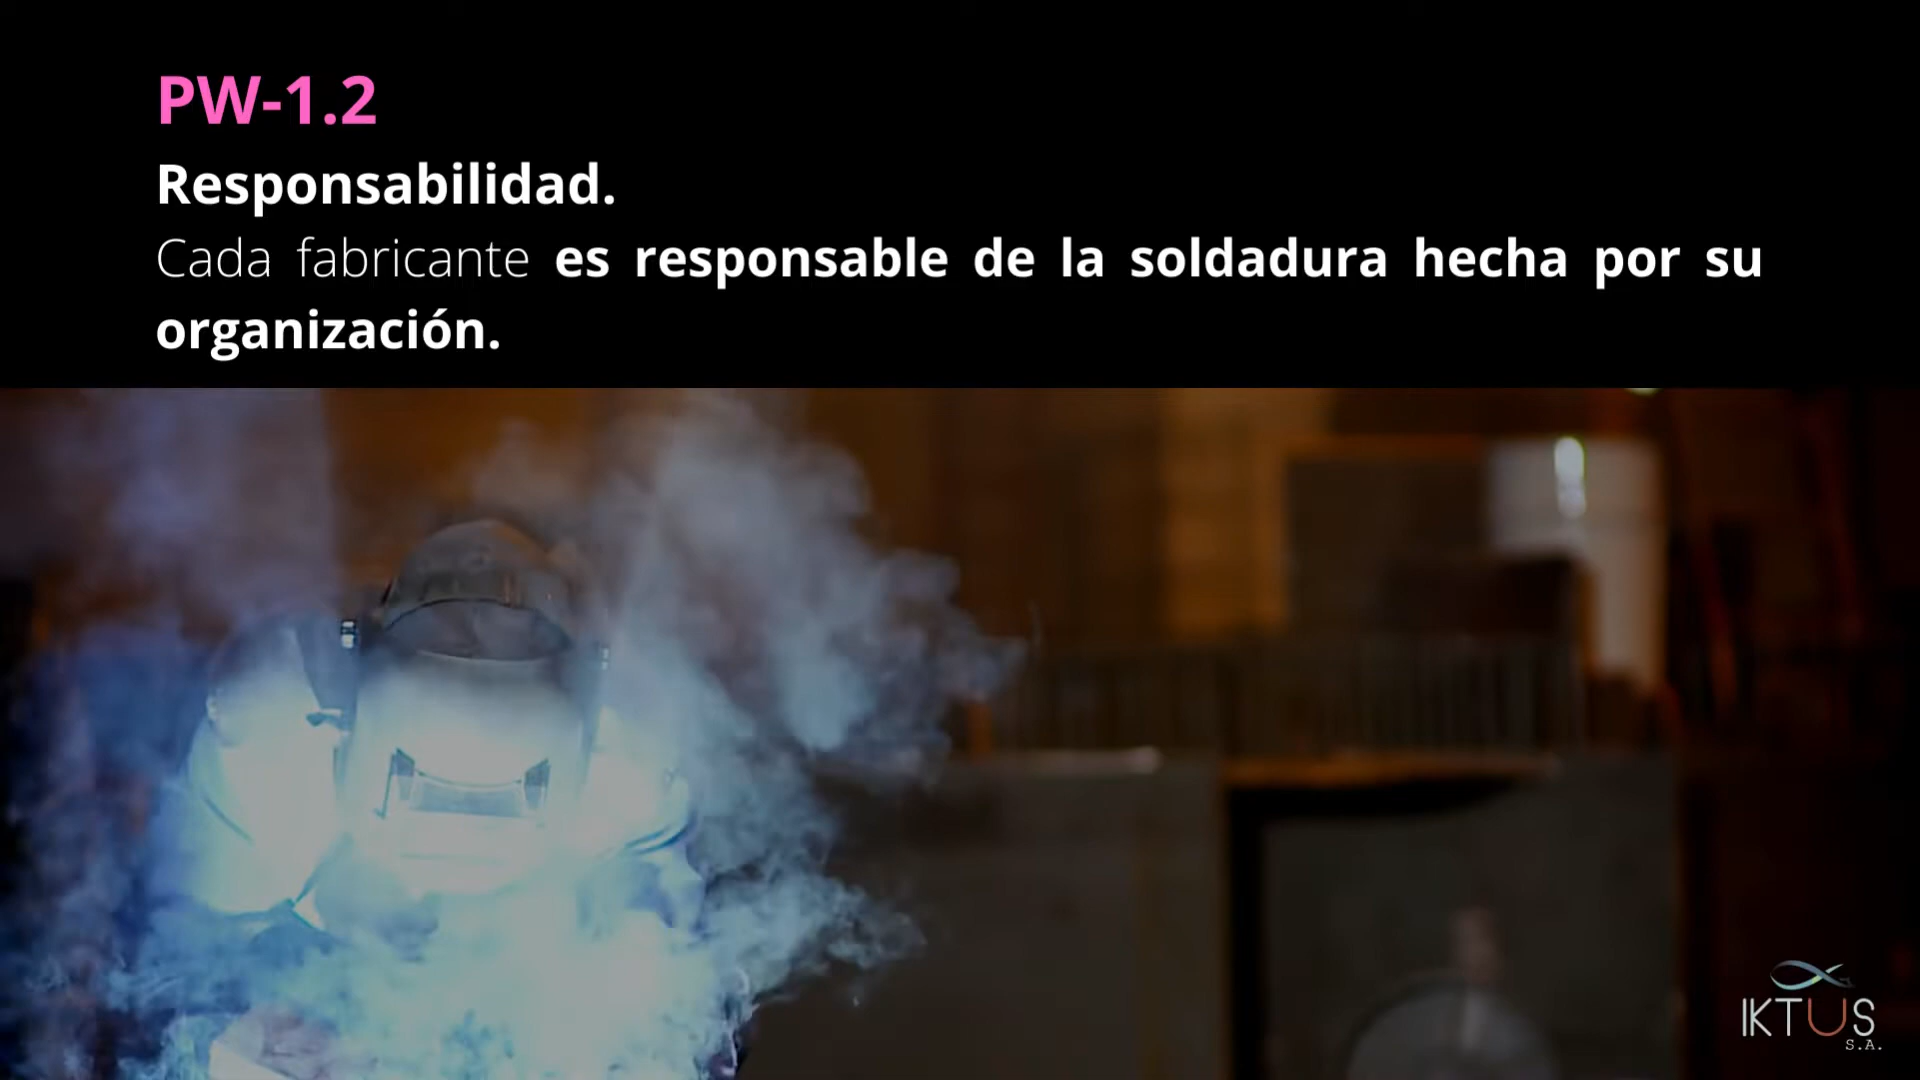 PW-1.2
Responsabilidad.
Cada fabricante es responsable de la soldadura hecha por su
organización.
IKTUS
S.A.